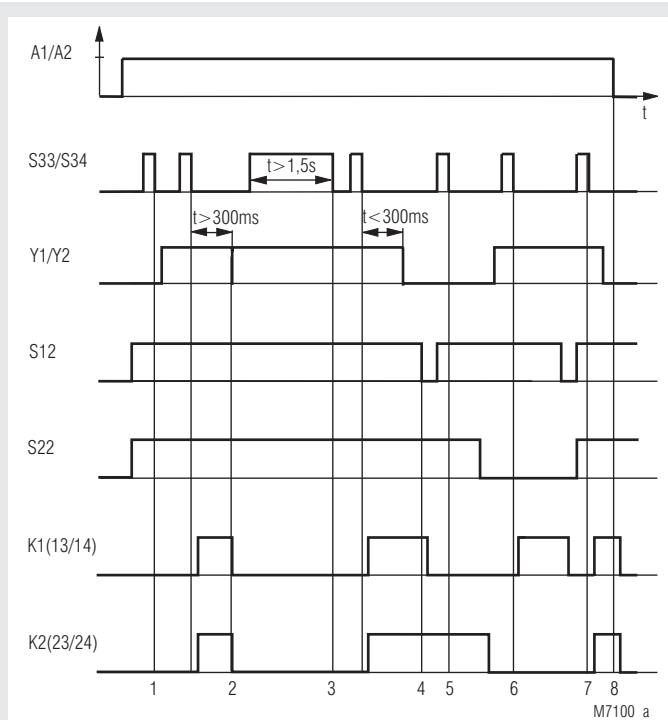 A1/A2
t
S33/S34
t>1,5s
t>300ms
t<300ms
Y1/Y2
S12
S22
K1(13/14)
K2(23/24)
1 2 3 4 5 6 7 8
M7100_a